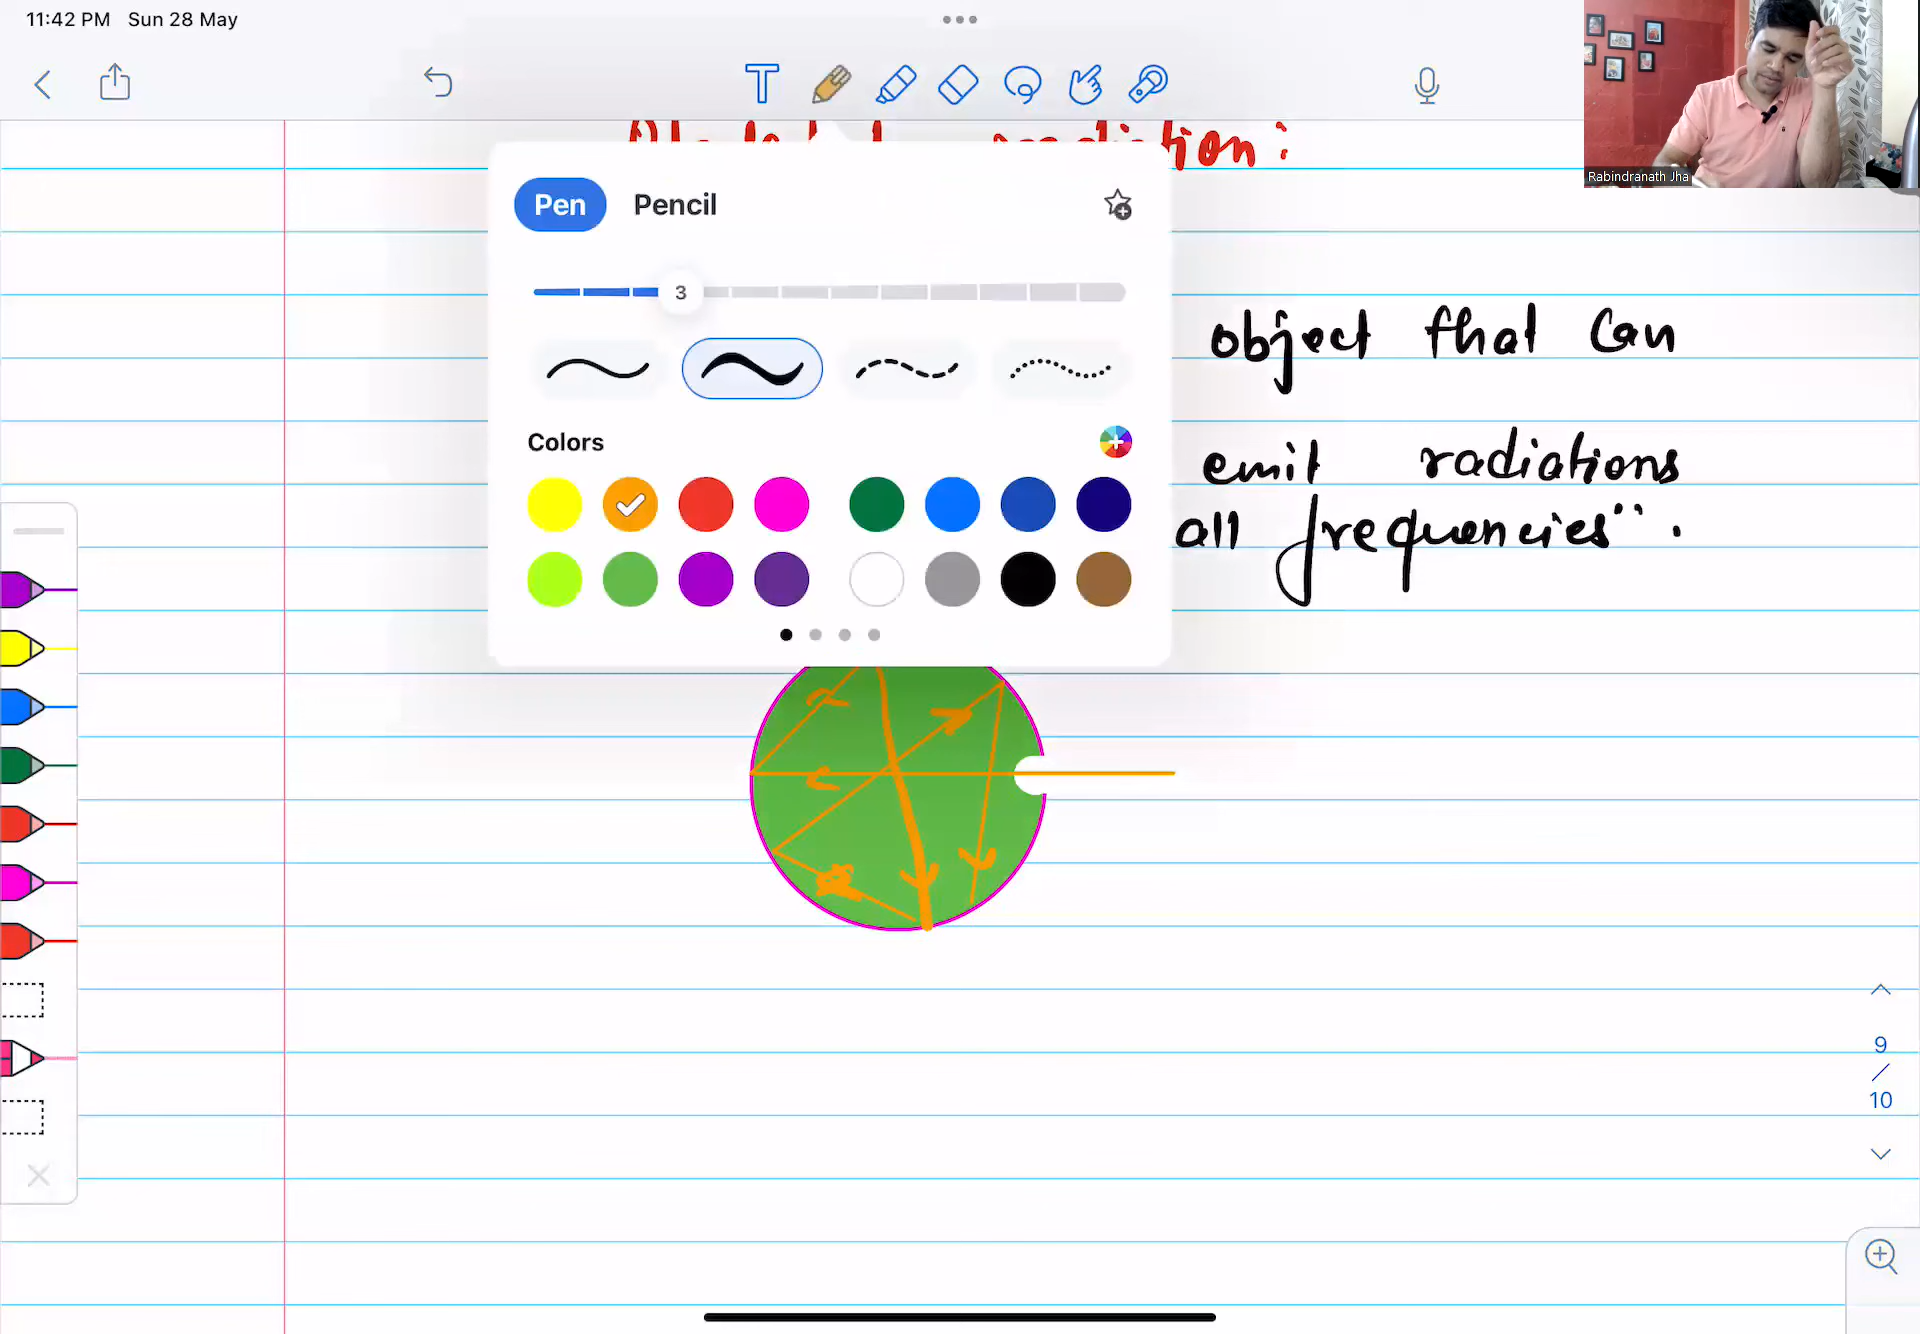 11:42 PM Sun 28 May
Rabindranath Jha
radiation:
Pen Pencil
3
object that can
Colors
emit radiations
all frequencies" .
9
/
10